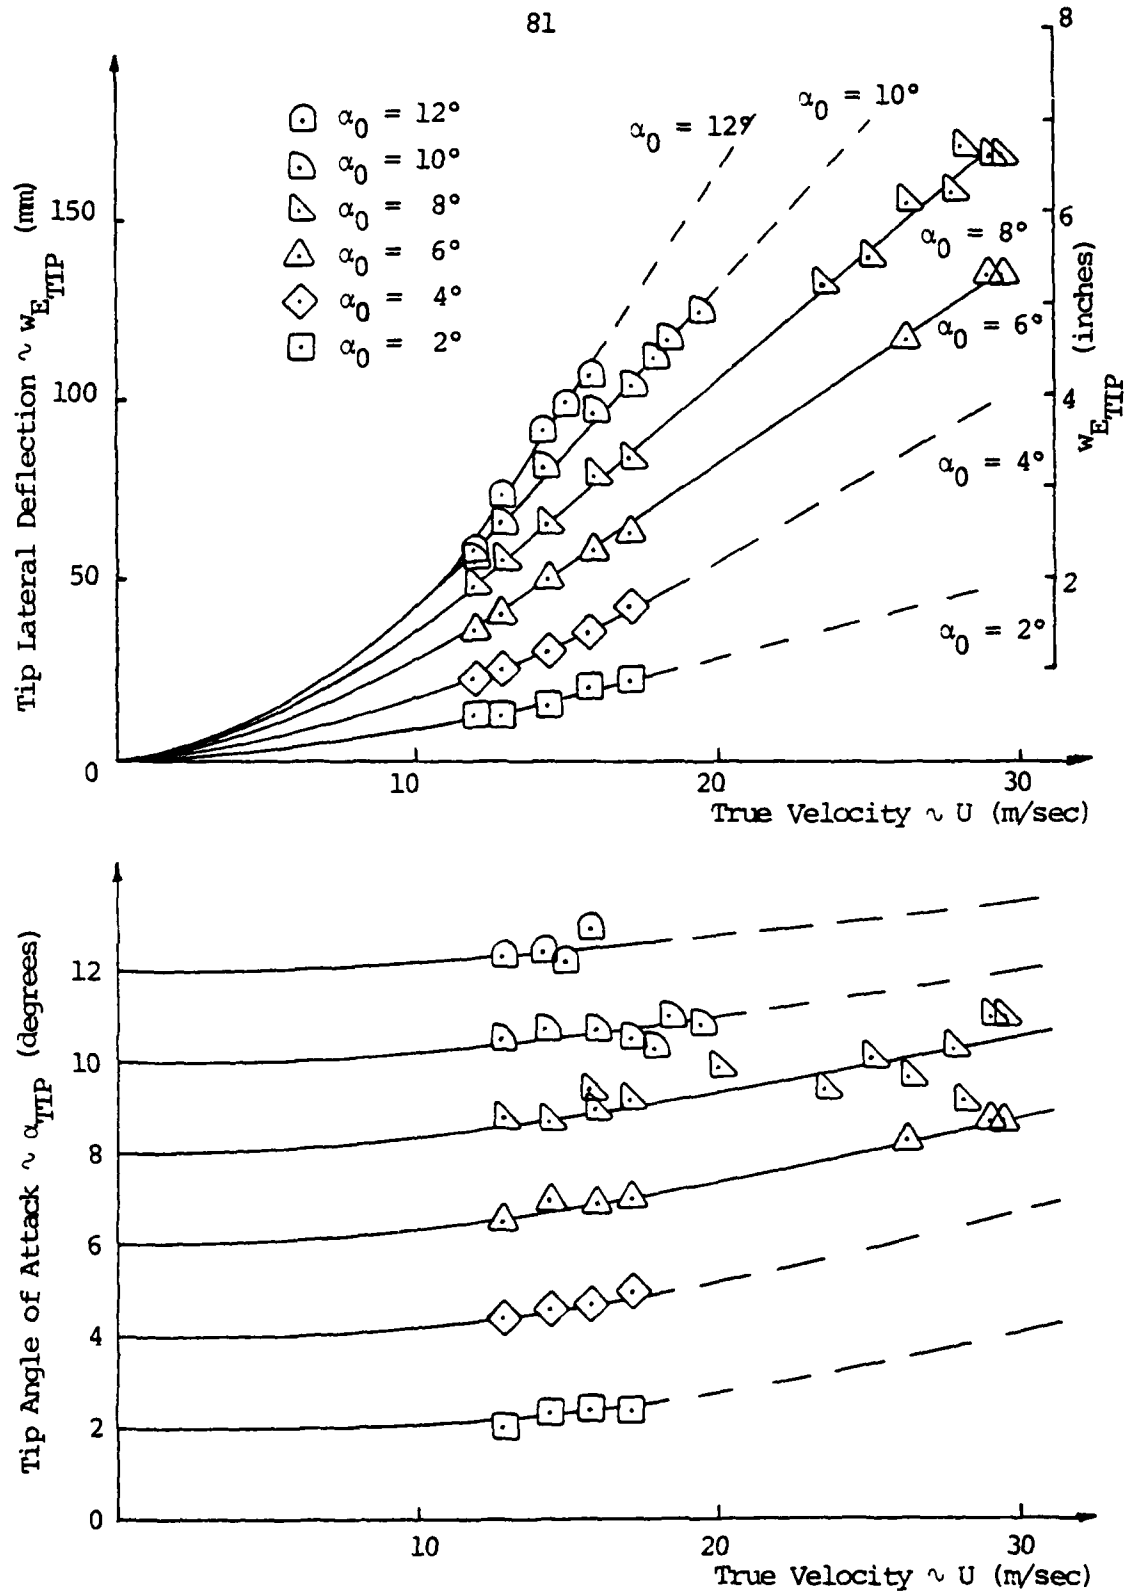 81
8
6
4
2
w_E_TIP (inches)
α₀ = 12°
α₀ = 10°
α₀ = 8°
α₀ = 6°
α₀ = 4°
α₀ = 2°
α₀ = 12°
α₀ = 10°
α₀ = 8°
α₀ = 6°
α₀ = 4°
α₀ = 2°
Tip Lateral Deflection ~ w_E_TIP (mm)
150
100
50
0
10
20
30
True Velocity ~ U (m/sec)
Tip Angle of Attack ~ α_TIP (degrees)
12
10
8
6
4
2
0
10
20
30
True Velocity ~ U (m/sec)